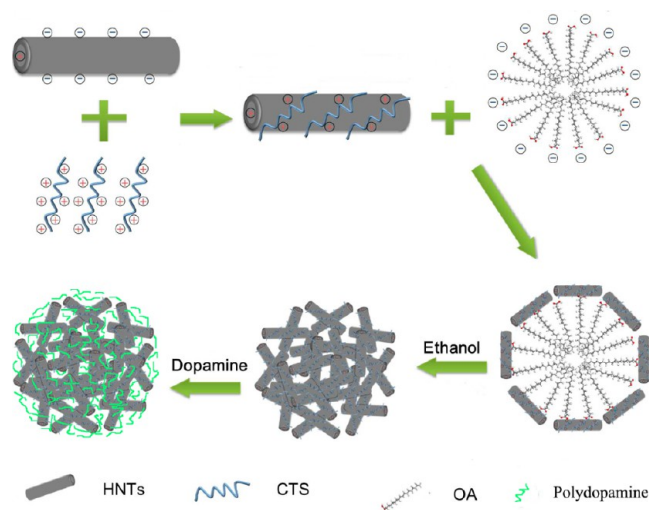 Ethanol
Dopamine
HNTs
CTS
OA
Polydopamine